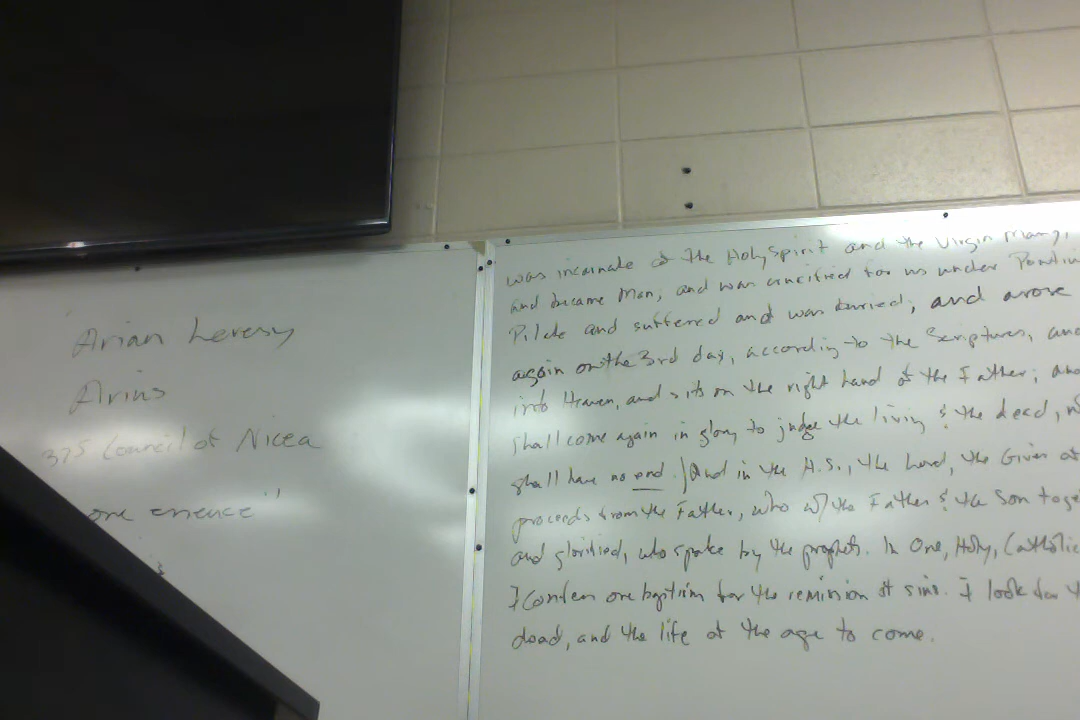 Arian heresy
Arius
375 Council of Nicea
one essence"
was incarnate of the Holy Spirit and the Virgin Mary,
and became Man, and was crucified for us under Pontiu
Pilate and suffered and was buried, and arose
again on the 3rd day, according to the Scriptures, and
into Heaven, and sits on the right hand of the Father; and
shall come again in glory to judge the living & the dead,
shall have no end. And in the H.S., the Lord, the Giver of
proceeds from the Father, who w/ the Father & the Son toge
and glorified, who spoke by the prophets. In One, Holy, Catholic
I confess one baptism for the remission of sins. I look for t
dead, and the life of the age to come.